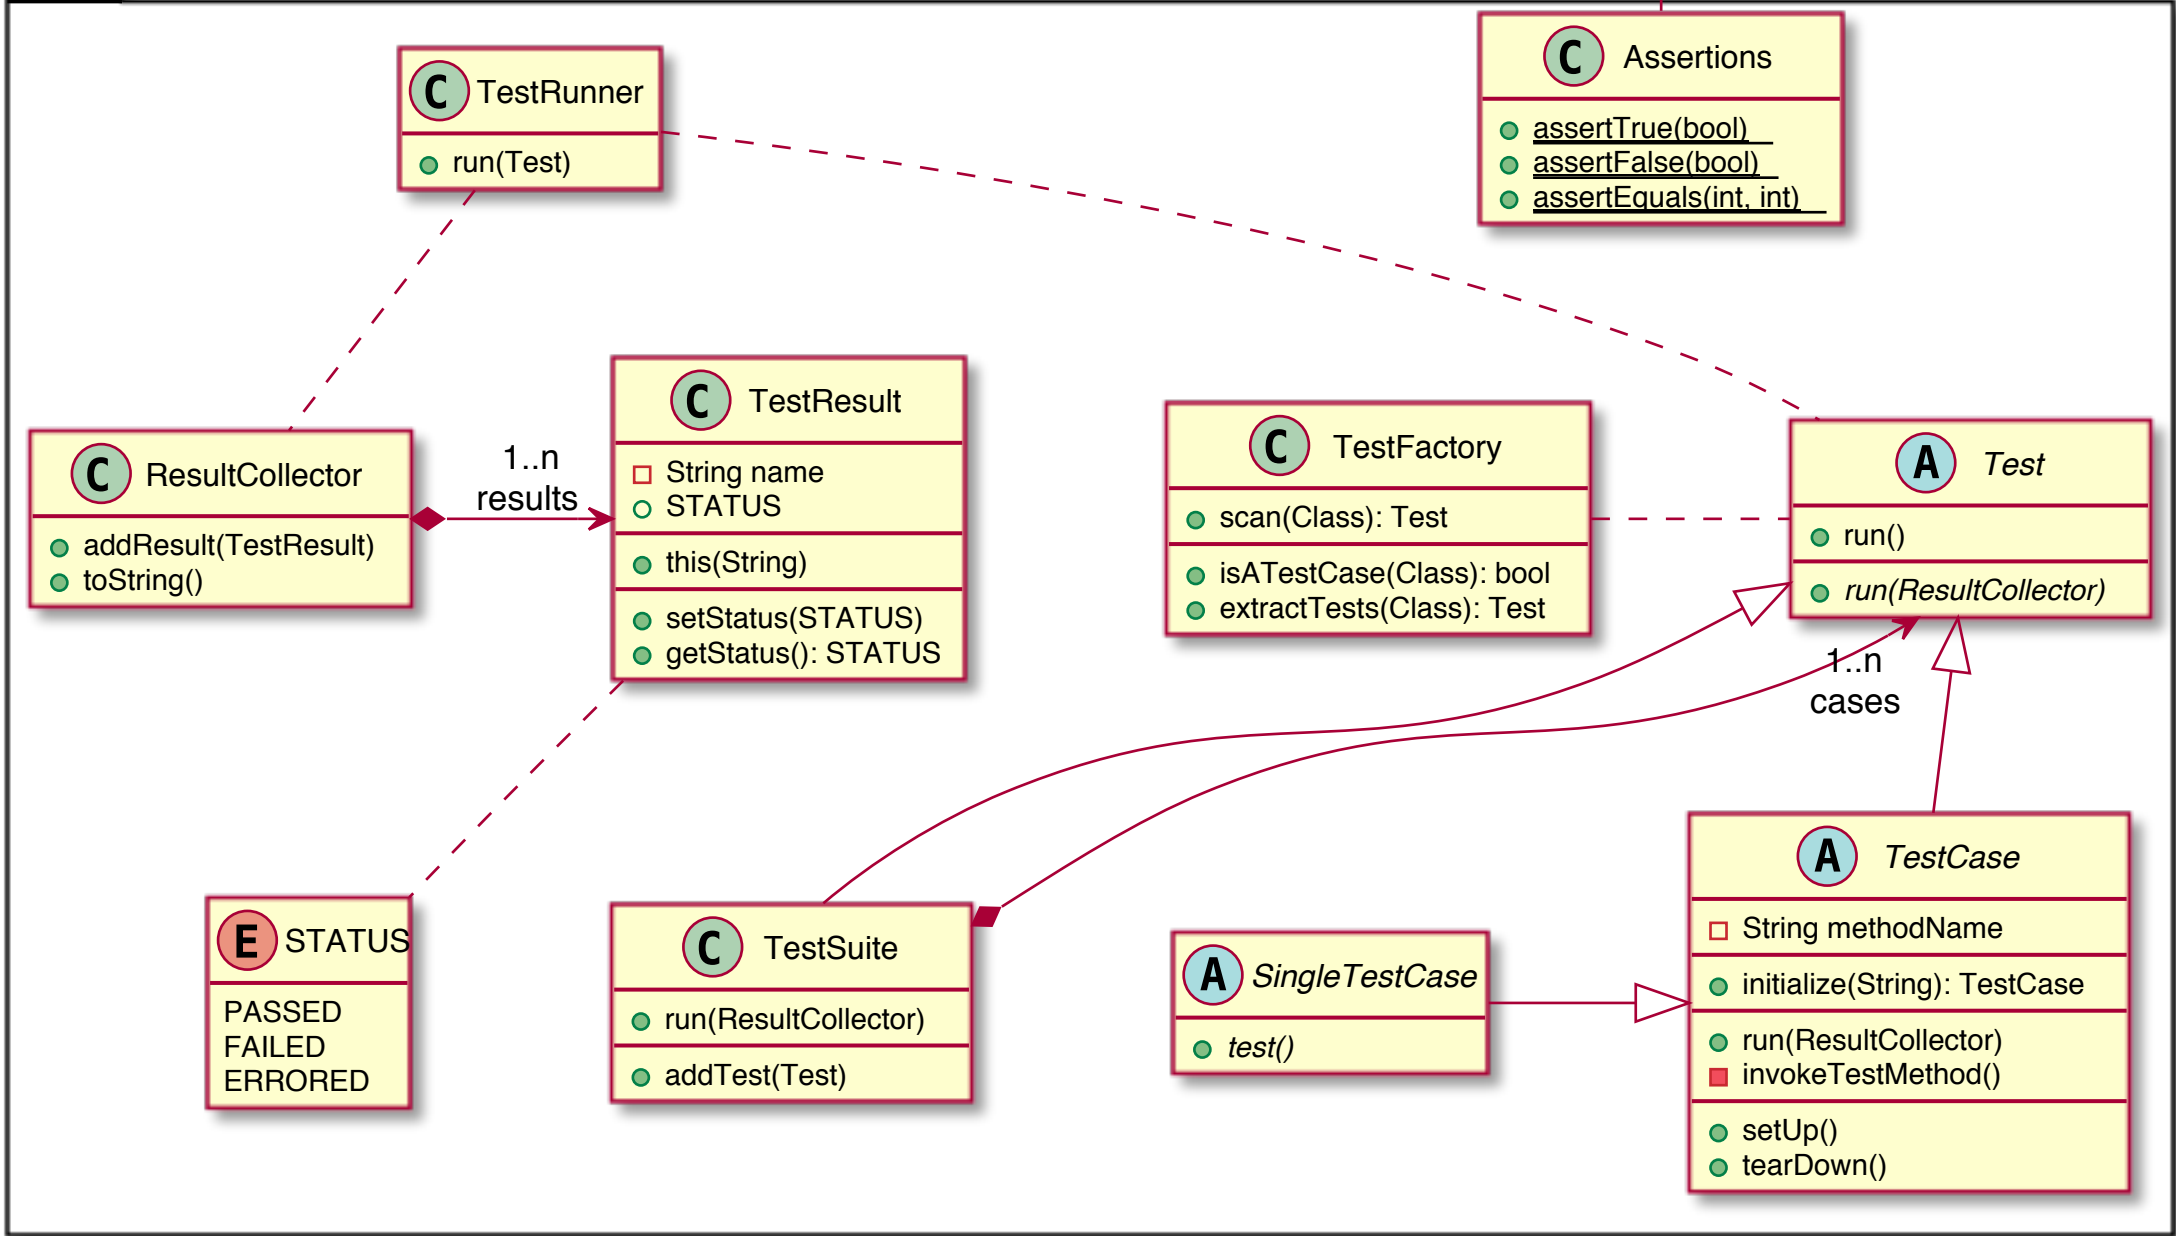 C Assertions
assertTrue(bool)
assertFalse(bool)
assertEquals(int, int)
C TestRunner
run(Test)
C TestResult
String name
STATUS
this(String)
setStatus(STATUS)
getStatus(): STATUS
C ResultCollector
addResult(TestResult)
toString()
1..n
results
C TestFactory
scan(Class): Test
isATestCase(Class): bool
extractTests(Class): Test
A Test
run()
run(ResultCollector)
1..n
cases
E STATUS
PASSED
FAILED
ERRORED
C TestSuite
run(ResultCollector)
addTest(Test)
A SingleTestCase
test()
A TestCase
String methodName
initialize(String): TestCase
run(ResultCollector)
invokeTestMethod()
setUp()
tearDown()